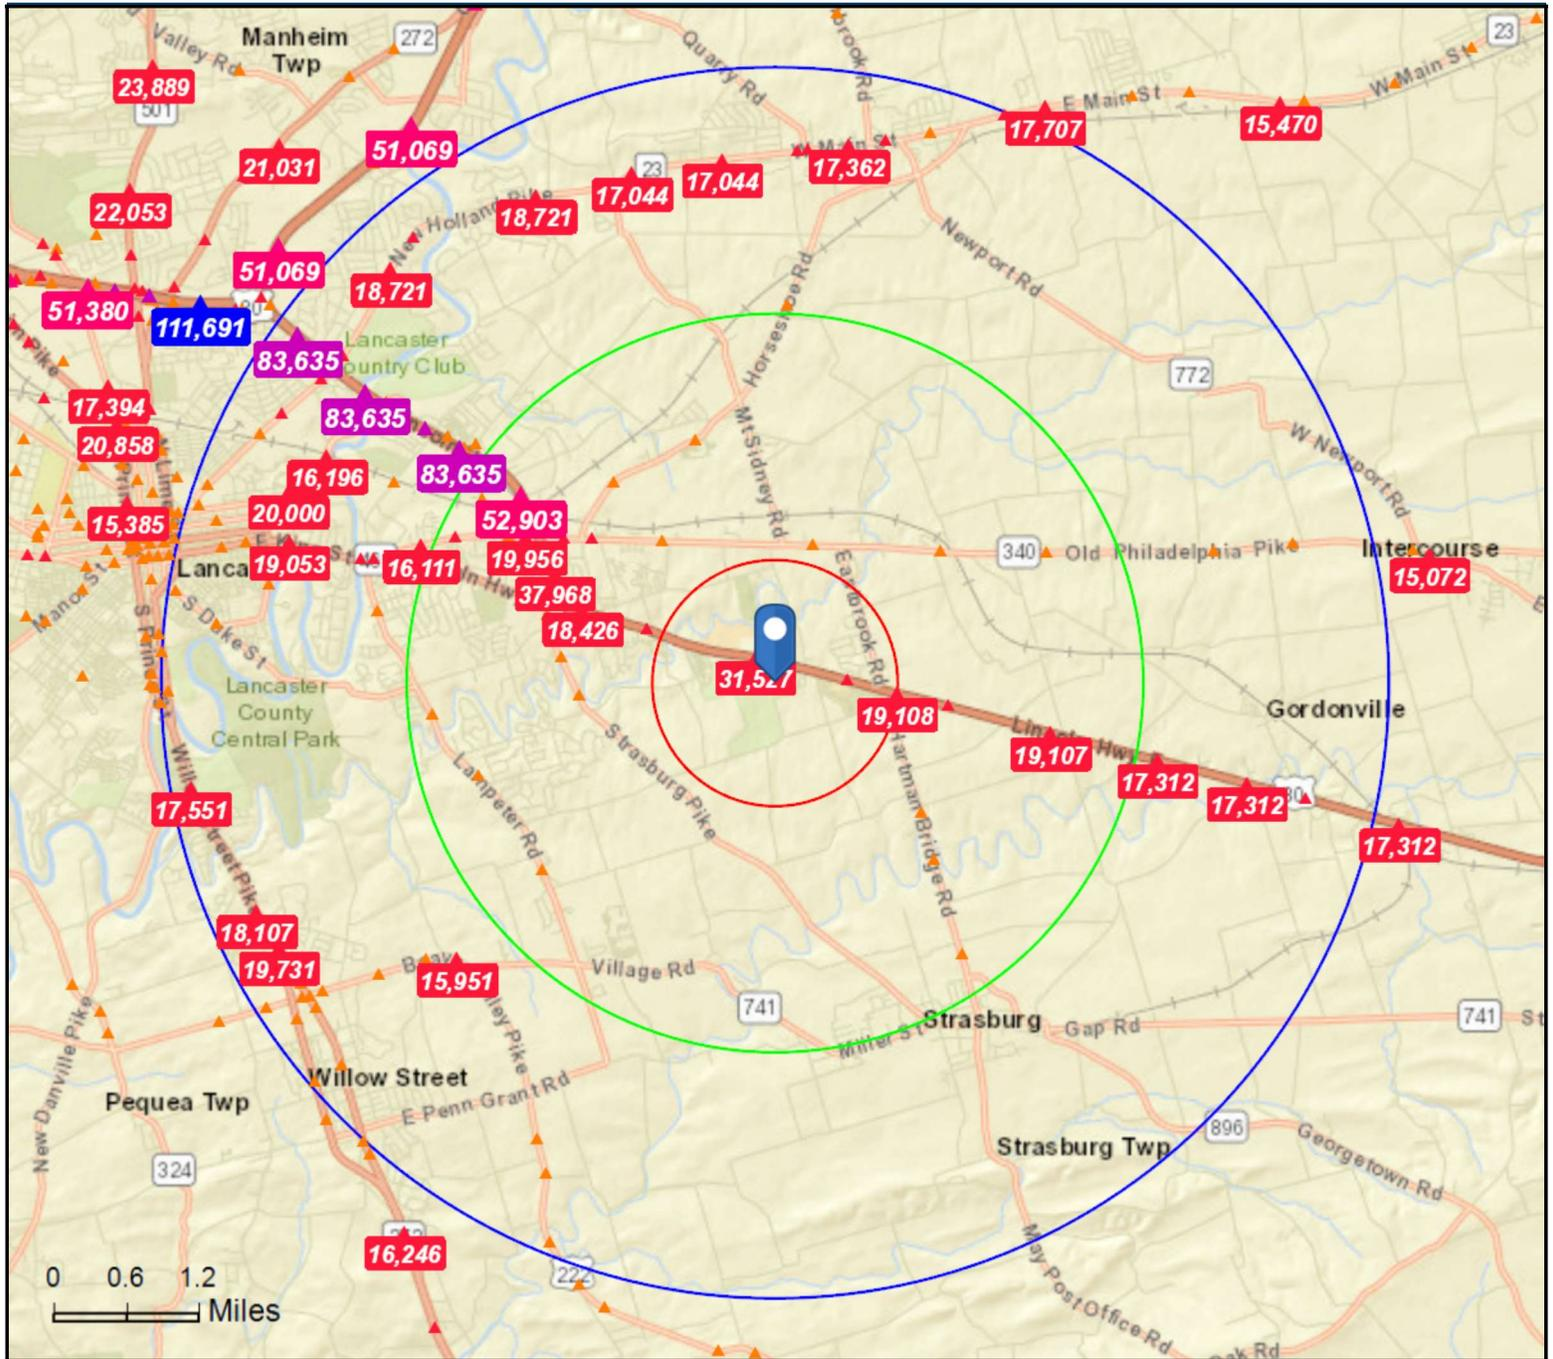 Manheim
Twp
272
23
Valley Rd
Quarry Rd
W Main St
23,889
501
E Main St
51,069
17,707
15,470
21,031
W Main St
17,362
23
17,044
17,044
22,053
18,721
New Holland Pike
Newport Rd
51,069
18,721
51,380
111,691
Horseshoe Rd
Lancaster
Country Club
83,635
772
17,394
83,635
20,858
Mt Sidney Rd
W Newport Rd
83,635
16,196
20,000
52,903
15,385
340
Old Philadelphia Pike
Intercourse
19,956
19,053
16,111
15,072
Manor St
37,968
18,426
S Duke St
Eastbrook Rd
31,527
Lancaster
County
Central Park
19,108
Gordonville
Lincoln Hwy
19,107
17,312
17,312
Strasburg Pike
Lampeter Rd
17,551
17,312
Hartman Bridge Rd
18,107
19,731
15,951
Village Rd
741
Strasburg
Miller St
Gap Rd
741
St
New Danville Pike
Willow Street
Pequea Twp
E Penn Grant Rd
Strasburg Twp
896
Georgetown Rd
324
16,246
222
May Post Office Rd
Oak Rd
0 0.6 1.2
Miles